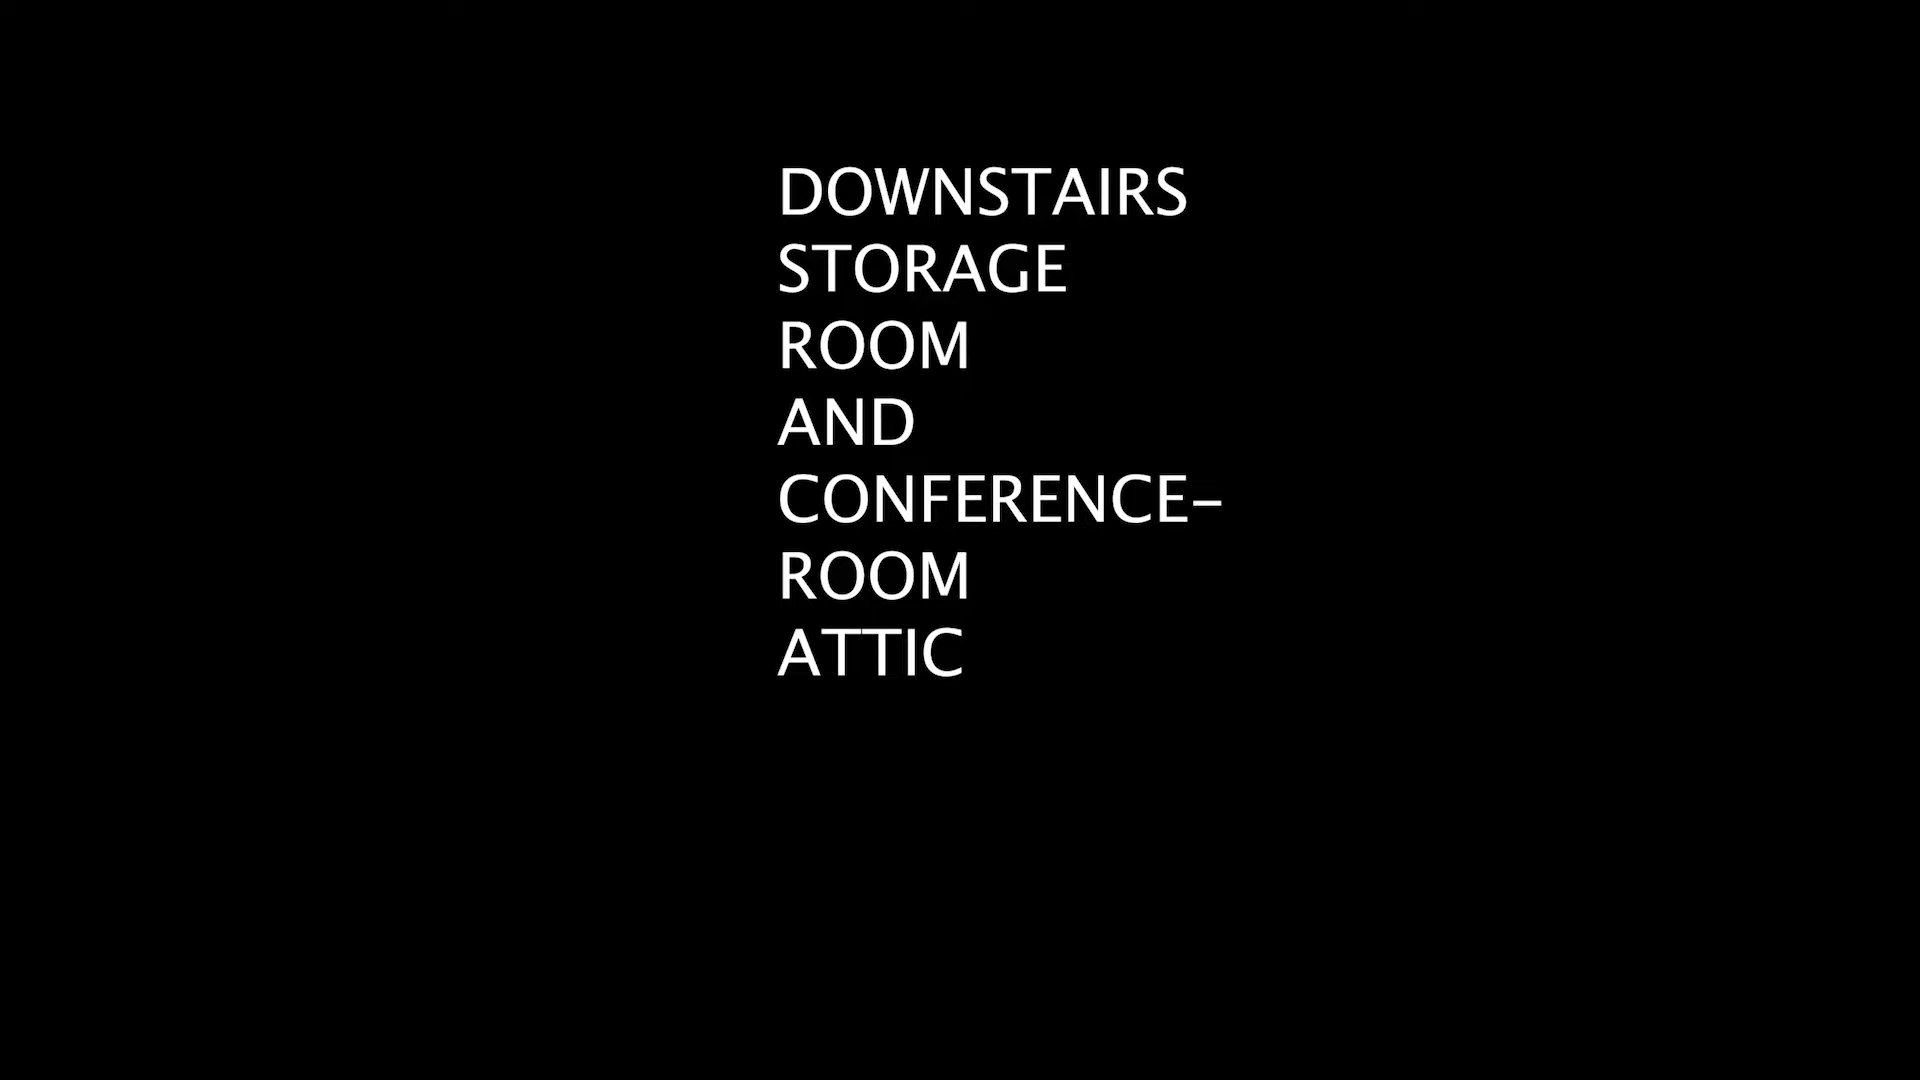 DOWNSTAIRS
STORAGE
ROOM
AND
CONFERENCE–
ROOM
ATTIC